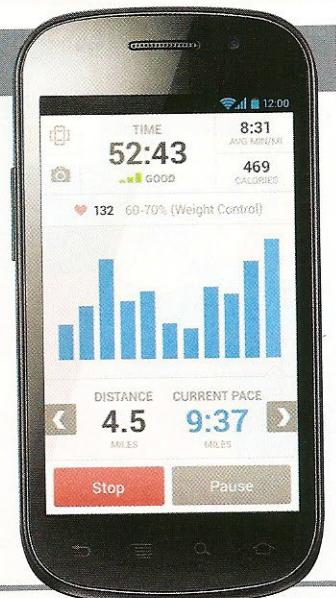 12:00
TIME
52:43
GOOD
8:31
AVG MIN/MI
469
CALORIES
132 60-70% (Weight Control)
DISTANCE
4.5
MILES
CURRENT PACE
9:37
MILES
Stop
Pause